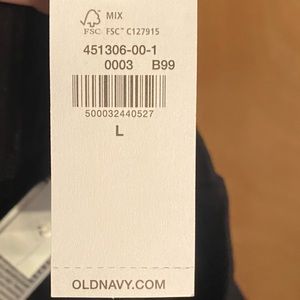 MIX
FSC FSC™ C127915
451306-00-1
0003 B99
500032440527
L
OLDNAVY.COM